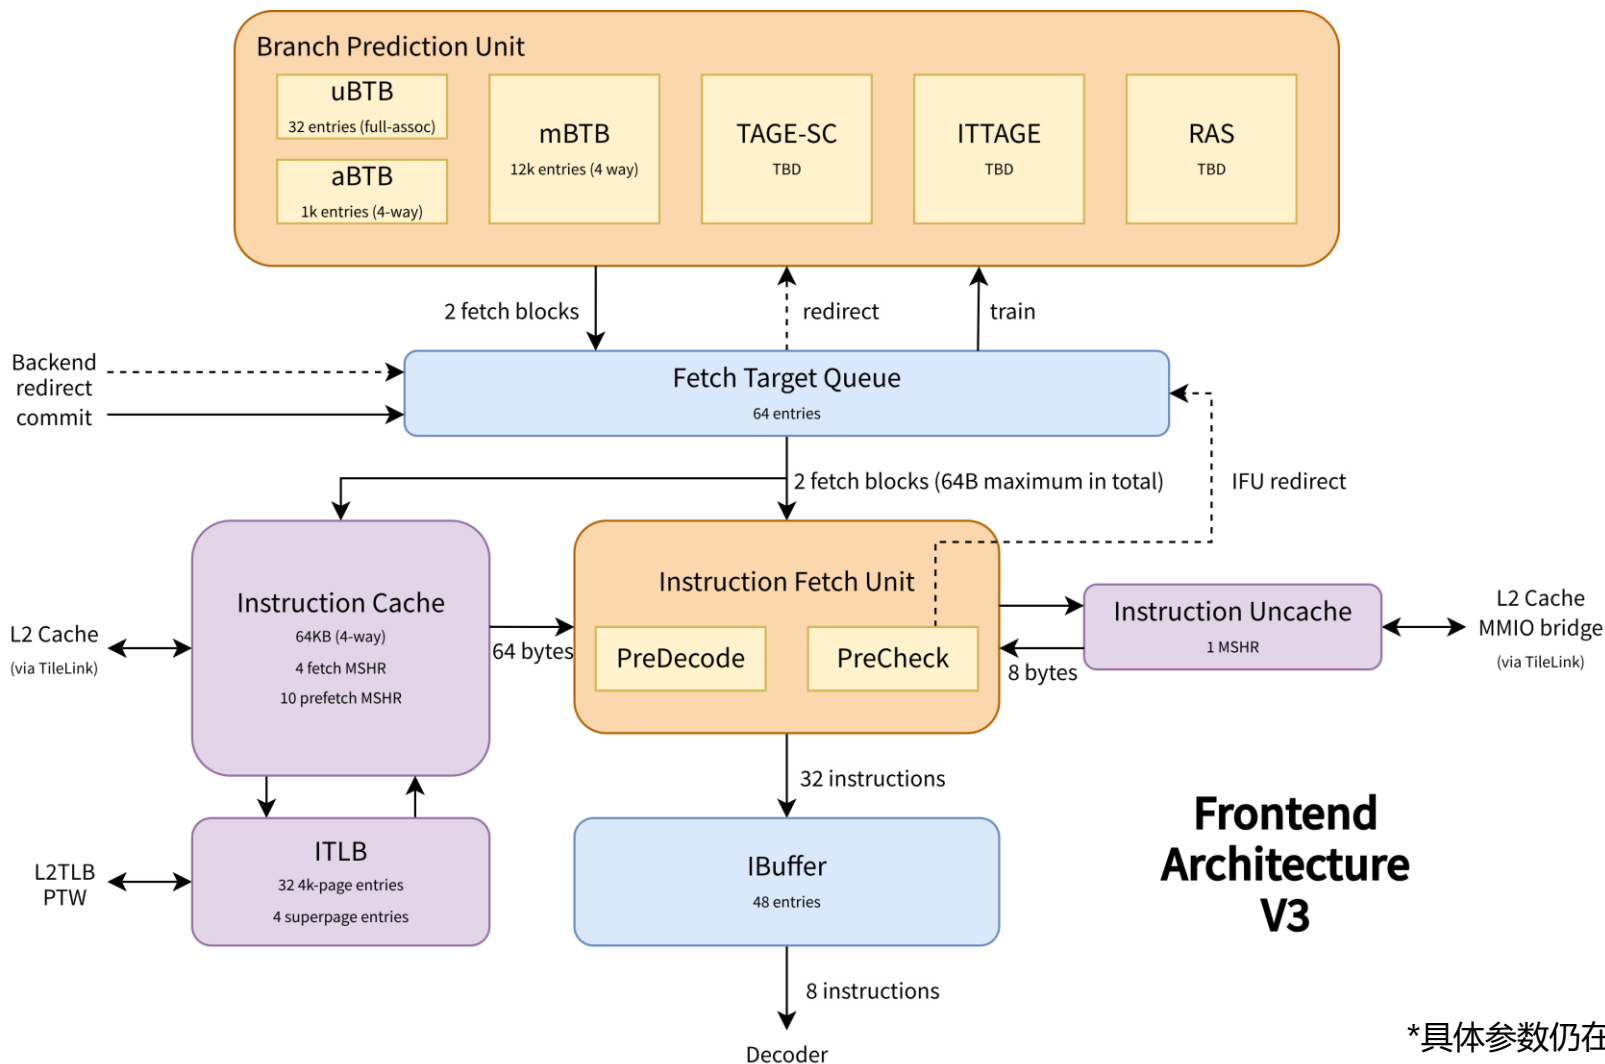 Branch Prediction Unit
uBTB
32 entries (full-assoc)
aBTB
1k entries (4-way)
mBTB
12k entries (4 way)
TAGE-SC
TBD
ITTAGE
TBD
RAS
TBD
2 fetch blocks
redirect
train
Backend
redirect
commit
Fetch Target Queue
64 entries
2 fetch blocks (64B maximum in total)
IFU redirect
Instruction Cache
64KB (4-way)
4 fetch MSHR
10 prefetch MSHR
L2 Cache
(via TileLink)
64 bytes
Instruction Fetch Unit
PreDecode
PreCheck
8 bytes
Instruction Uncache
1 MSHR
L2 Cache
MMIO bridge
(via TileLink)
32 instructions
ITLB
32 4k-page entries
4 superpage entries
L2TLB
PTW
IBuffer
48 entries
Frontend
Architecture
V3
8 instructions
Decoder
*具体参数仍在